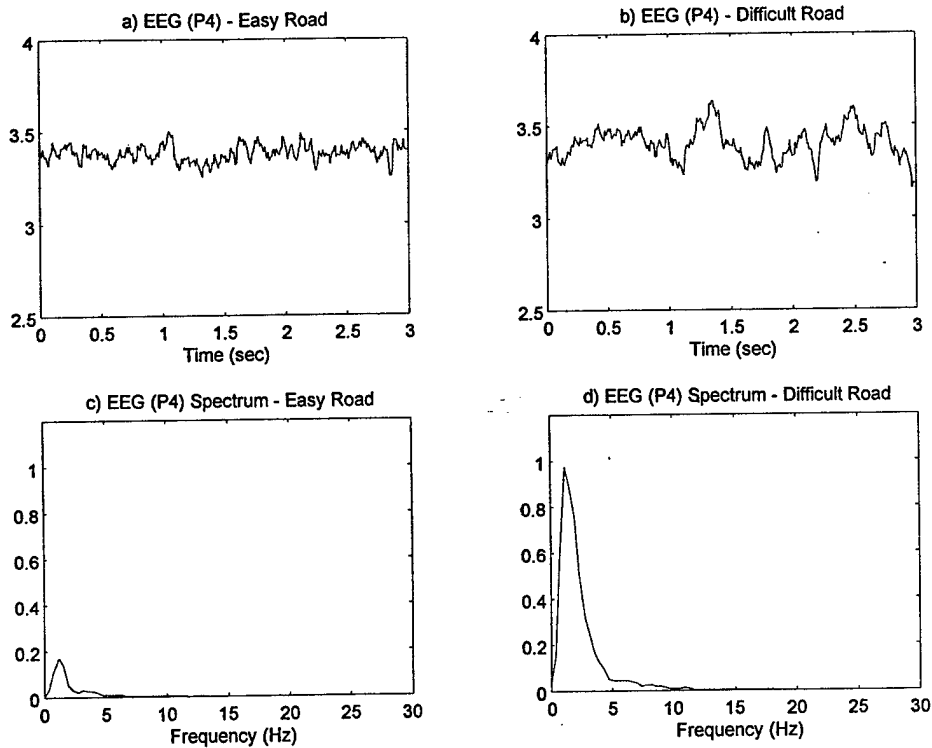 a) EEG (P4) - Easy Road
4
3.5
3
2.5
0 0.5 1 1.5 2 2.5 3
Time (sec)
b) EEG (P4) - Difficult Road
4
3.5
3
2.5
0 0.5 1 1.5 2 2.5 3
Time (sec)
c) EEG (P4) Spectrum - Easy Road
1
0.8
0.6
0.4
0.2
0
0 5 10 15 20 25 30
Frequency (Hz)
d) EEG (P4) Spectrum - Difficult Road
1
0.8
0.6
0.4
0.2
0
0 5 10 15 20 25 30
Frequency (Hz)